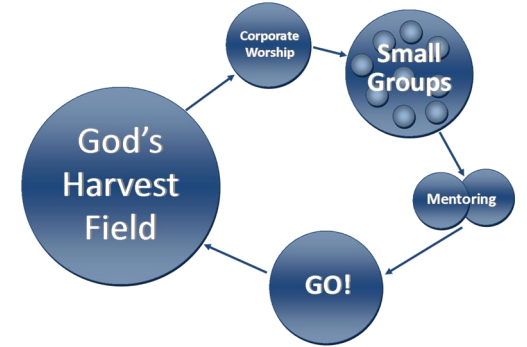 Corporate
Worship
Small
Groups
God's
Harvest
Field
Mentoring
GO!